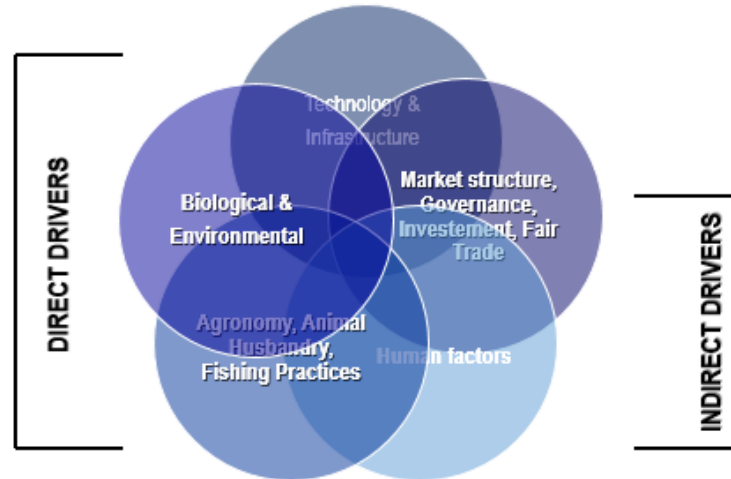 DIRECT DRIVERS
Technology &
Infrastructure
Biological &
Environmental
Market structure,
Governance,
Investement, Fair
Trade
Agronomy, Animal
Husbandry,
Fishing Practices
Human factors
INDIRECT DRIVERS